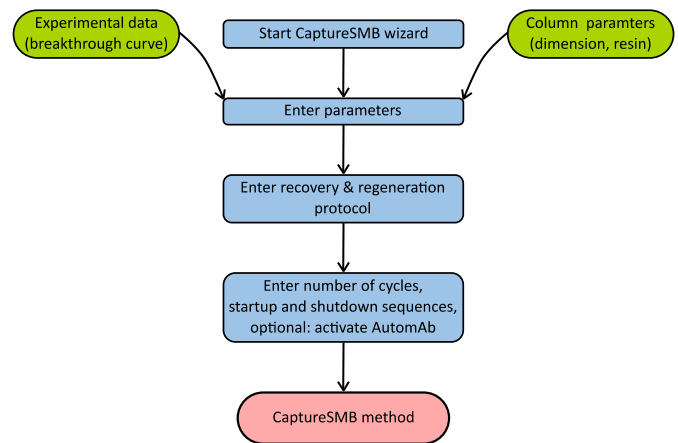 Experimental data
(breakthrough curve)
Start CaptureSMB wizard
Column paramters
(dimension, resin)
Enter parameters
Enter recovery & regeneration
protocol
Enter number of cycles,
startup and shutdown sequences,
optional: activate AutomAb
CaptureSMB method